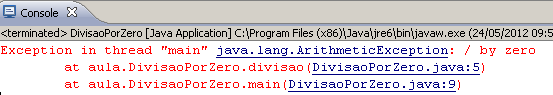 Console
<terminated> DivisaoPorZero [Java Application] C:\Program Files (x86)\Java\jre6\bin\javaw.exe (24/05/2012 09:5
Exception in thread "main" java.lang.ArithmeticException: / by zero
at aula.DivisaoPorZero.divisao(DivisaoPorZero.java:5)
at aula.DivisaoPorZero.main(DivisaoPorZero.java:9)